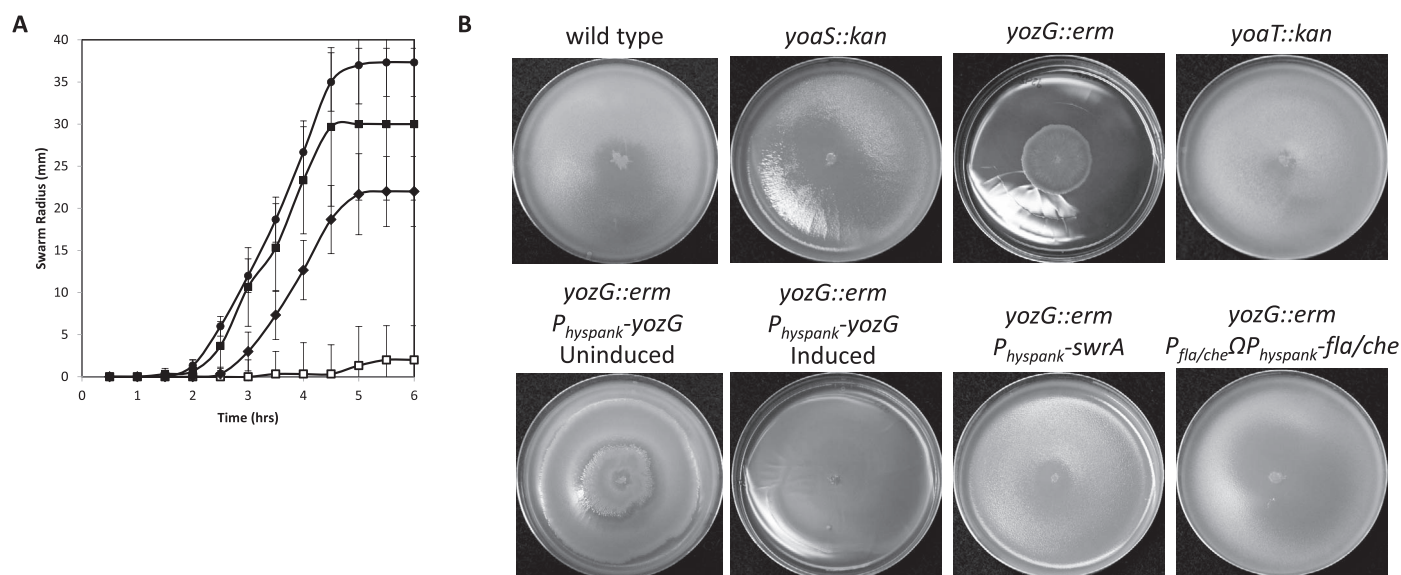 A
40
35
30
25
20
15
10
5
0
Swarm Radius (mm)
0 1 2 3 4 5 6
Time (hrs)
B
wild type
yoaS::kan
yozG::erm
yoaT::kan
yozG::erm
Physpank-yozG
Uninduced
yozG::erm
Physpank-yozG
Induced
yozG::erm
Physpank-swrA
yozG::erm
Pfla/cheΩPhyspank-fla/che